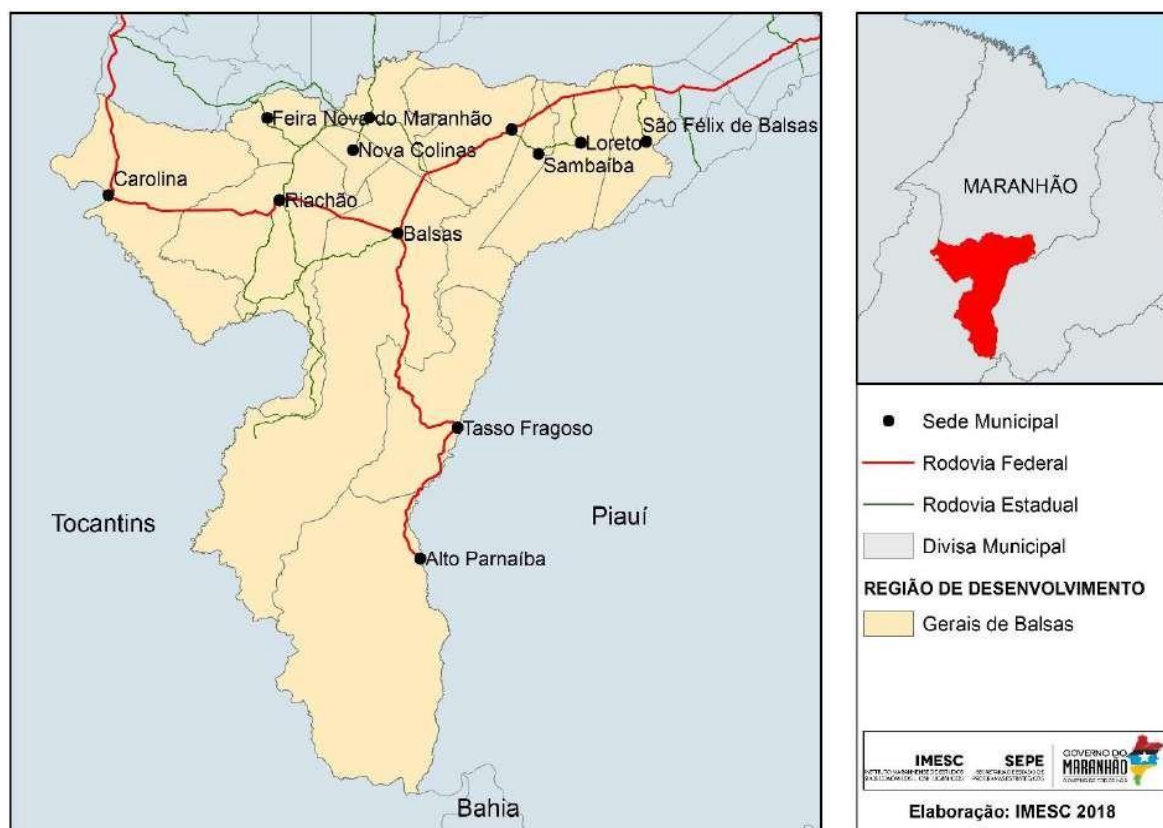 Feira Nova do Maranhão
São Félix de Balsas
Loreto
Nova Colinas
Sambaíba
Carolina
Riachão
Balsas
Tasso Fragoso
Tocantins
Piauí
Alto Parnaíba
Bahia
MARANHÃO
Sede Municipal
Rodovia Federal
Rodovia Estadual
Divisa Municipal
REGIÃO DE DESENVOLVIMENTO
Gerais de Balsas
IMESC
SEPE
GOVERNO DO
MARANHÃO
Elaboração: IMESC 2018